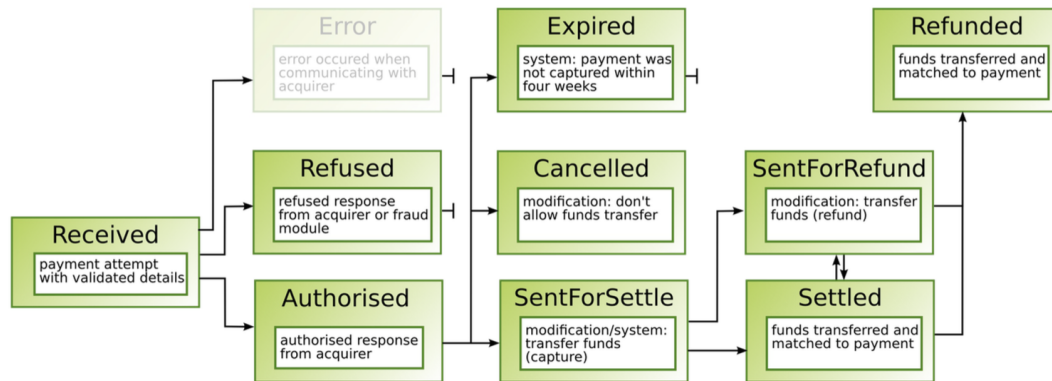 Error
error occured when
communicating with
acquirer
Expired
system: payment was
not captured within
four weeks
Refunded
funds transferred and
matched to payment
Refused
refused response
from acquirer or fraud
module
Cancelled
modification: don't
allow funds transfer
SentForRefund
modification: transfer
funds (refund)
Received
payment attempt
with validated details
Authorised
authorised response
from acquirer
SentForSettle
modification/system:
transfer funds
(capture)
Settled
funds transferred and
matched to payment